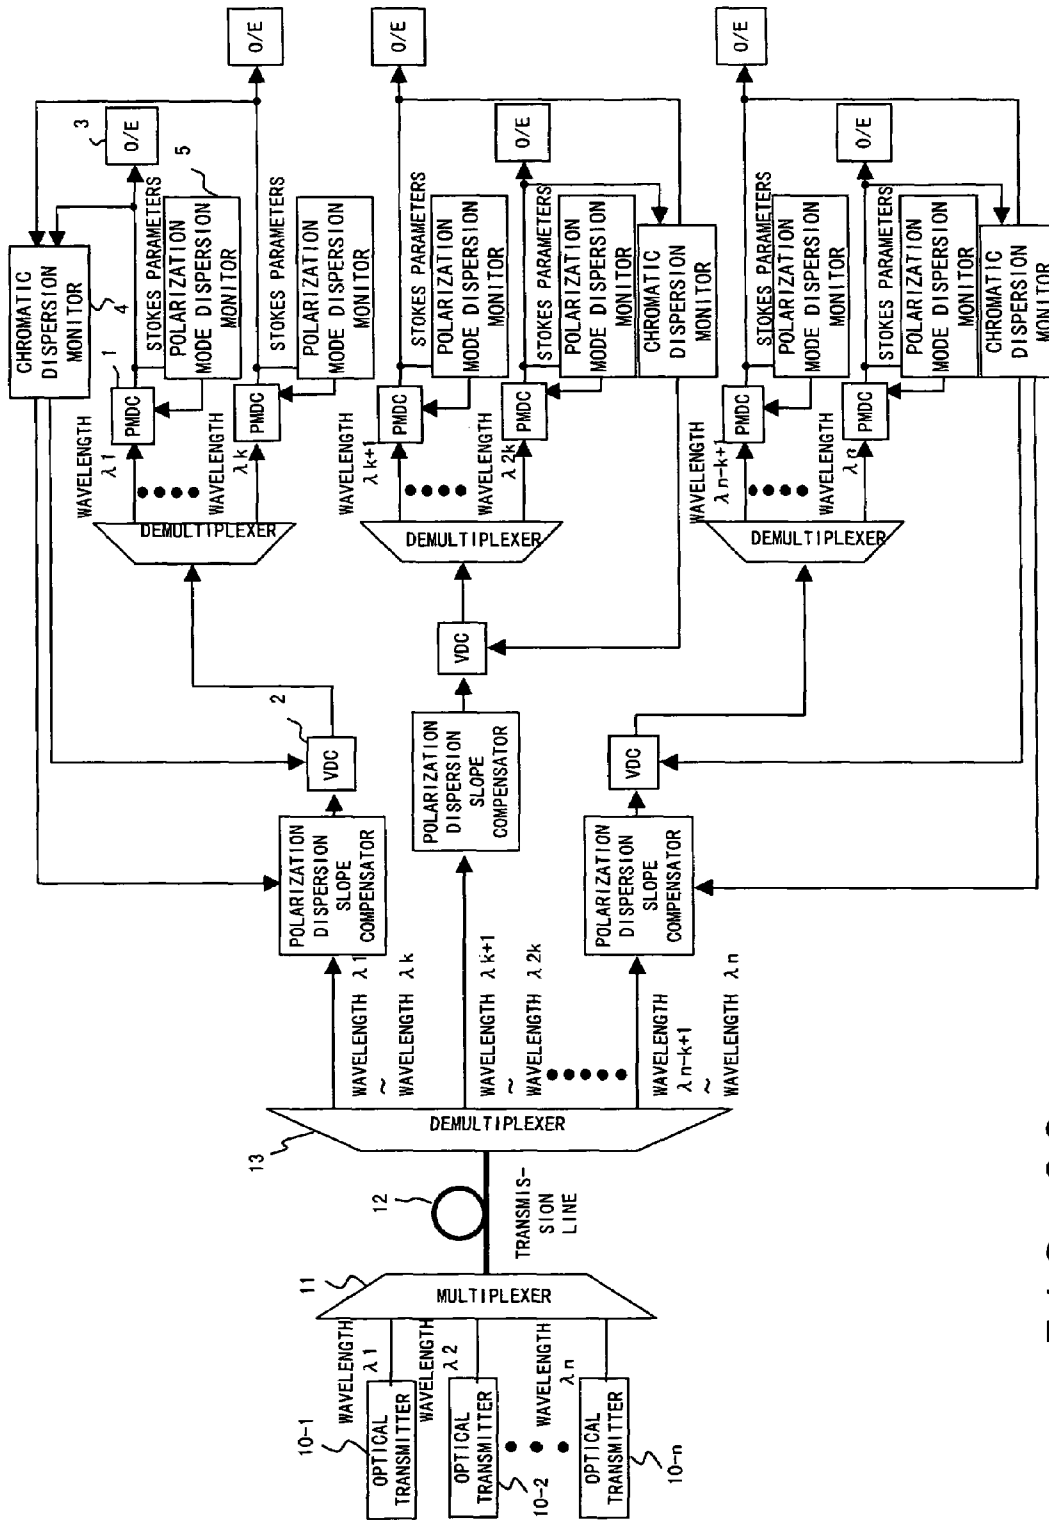 10-1
OPTICAL
TRANSMITTER
WAVELENGTH
λ1
OPTICAL
TRANSMITTER
10-2
WAVELENGTH
λ2
OPTICAL
TRANSMITTER
10-n
WAVELENGTH
λn
11
MULTIPLEXER
12
TRANSMIS-
SION
LINE
13
DEMULTIPLEXER
WAVELENGTH λ1
~
WAVELENGTH λk
WAVELENGTH λk+1
~
WAVELENGTH λ2k
WAVELENGTH
λn-k+1
~
WAVELENGTH λn
POLARIZATION
DISPERSION
SLOPE
COMPENSATOR
2
VDC
DEMULTIPLEXER
WAVELENGTH
λ1
1
PMDC
STOKES PARAMETERS
POLARIZATION
MODE DISPERSION
MONITOR
5
CHROMATIC
DISPERSION
MONITOR
4
3
O/E
WAVELENGTH
λk
PMDC
STOKES PARAMETERS
POLARIZATION
MODE DISPERSION
MONITOR
O/E
POLARIZATION
DISPERSION
SLOPE
COMPENSATOR
VDC
DEMULTIPLEXER
WAVELENGTH
λk+1
PMDC
STOKES PARAMETERS
POLARIZATION
MODE DISPERSION
MONITOR
O/E
WAVELENGTH
λ2k
PMDC
STOKES PARAMETERS
POLARIZATION
MODE DISPERSION
MONITOR
O/E
CHROMATIC
DISPERSION
MONITOR
POLARIZATION
DISPERSION
SLOPE
COMPENSATOR
VDC
DEMULTIPLEXER
WAVELENGTH
λn-k+1
PMDC
STOKES PARAMETERS
POLARIZATION
MODE DISPERSION
MONITOR
O/E
WAVELENGTH
λn
PMDC
STOKES PARAMETERS
POLARIZATION
MODE DISPERSION
MONITOR
O/E
CHROMATIC
DISPERSION
MONITOR